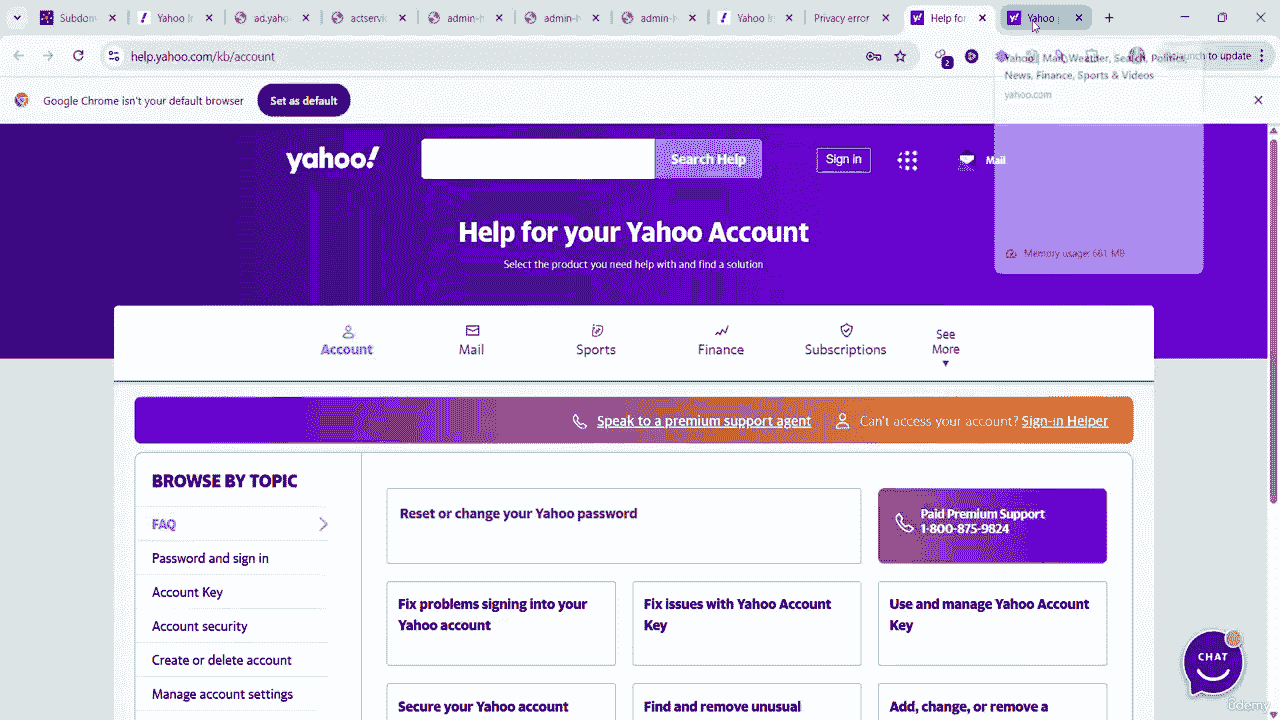 Subdom
Yahoo In
ad.yaho
actservi
admin-h
admin-h
admin-h
Yahoo In
Privacy error
Help for
Yahoo
help.yahoo.com/kb/account
2
unch to update
Yahoo | Mail, Weather, Search, Politics,
News, Finance, Sports & Videos
yahoo.com
Google Chrome isn't your default browser
Set as default
yahoo!
Search Help
Sign in
Mail
Help for your Yahoo Account
Select the product you need help with and find a solution
Memory usage: 661 MB
Account
Mail
Sports
Finance
Subscriptions
See
More
Speak to a premium support agent
Can't access your account? Sign-in Helper
BROWSE BY TOPIC
FAQ
Password and sign in
Account Key
Account security
Create or delete account
Manage account settings
Reset or change your Yahoo password
Paid Premium Support
1-800-875-9824
Fix problems signing into your
Yahoo account
Fix issues with Yahoo Account
Key
Use and manage Yahoo Account
Key
Secure your Yahoo account
Find and remove unusual
Add, change, or remove a
CHAT
Udemy